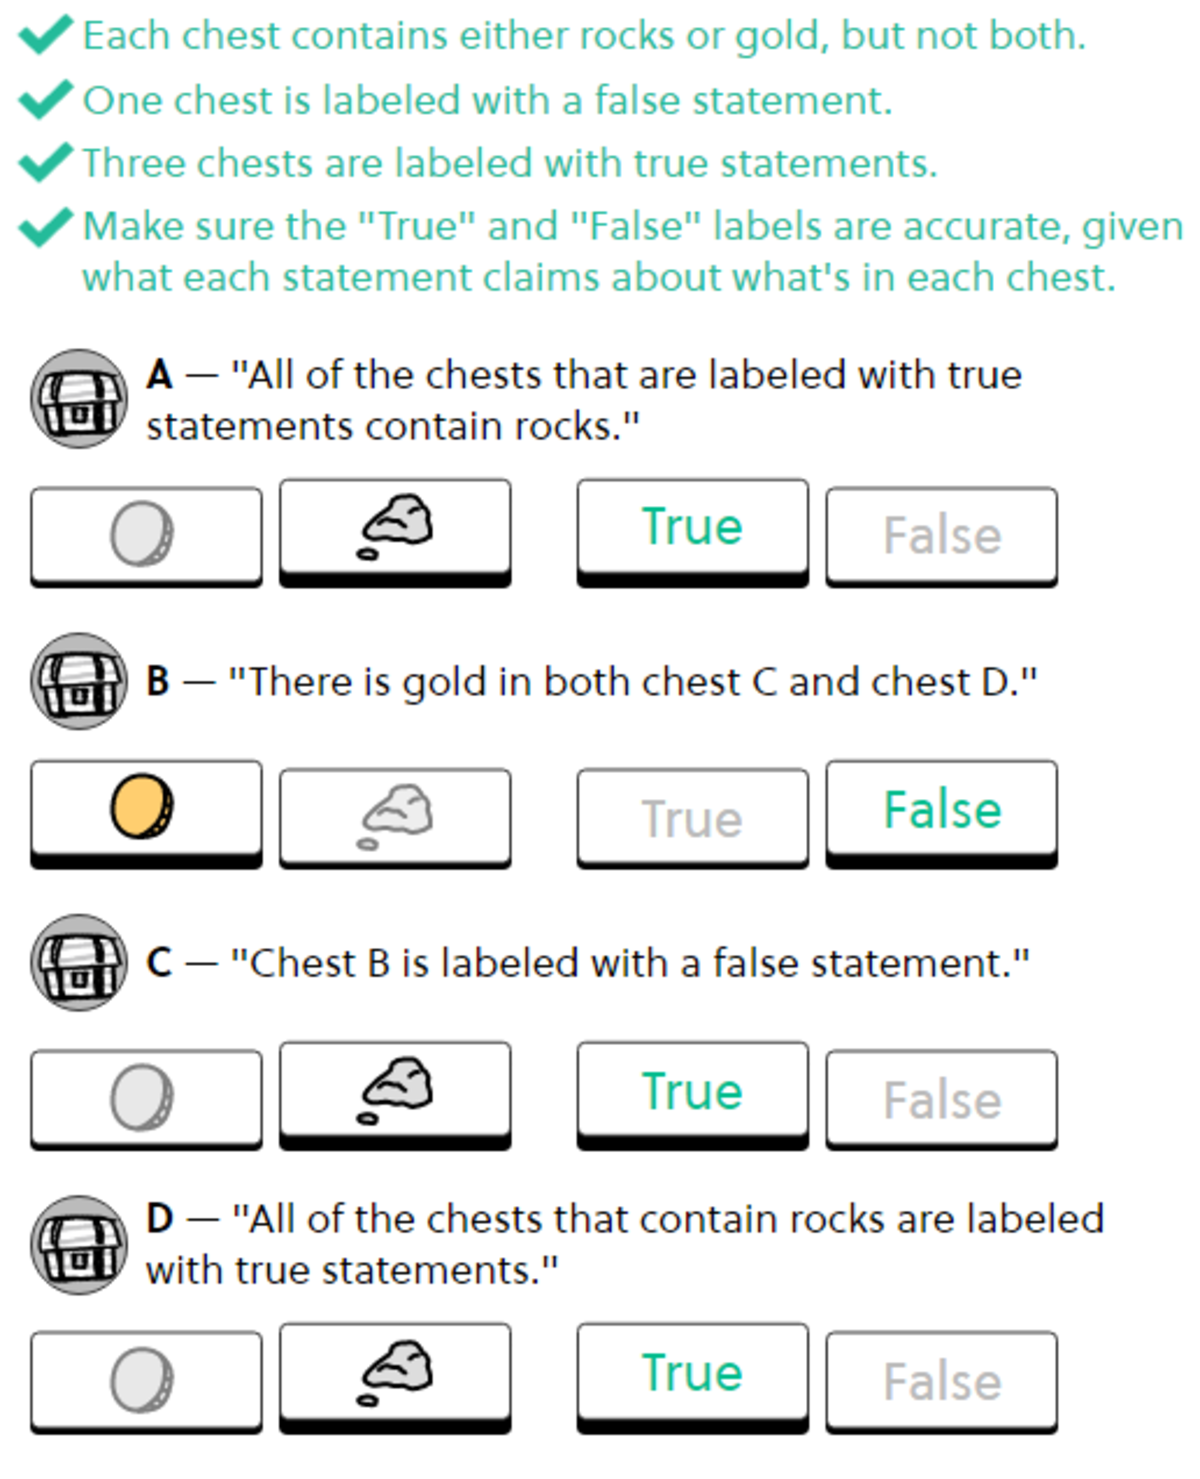 Each chest contains either rocks or gold, but not both.
One chest is labeled with a false statement.
Three chests are labeled with true statements.
Make sure the "True" and "False" labels are accurate, given
what each statement claims about what's in each chest.
A — "All of the chests that are labeled with true
statements contain rocks."
True False
B — "There is gold in both chest C and chest D."
True False
C — "Chest B is labeled with a false statement."
True False
D — "All of the chests that contain rocks are labeled
with true statements."
True False